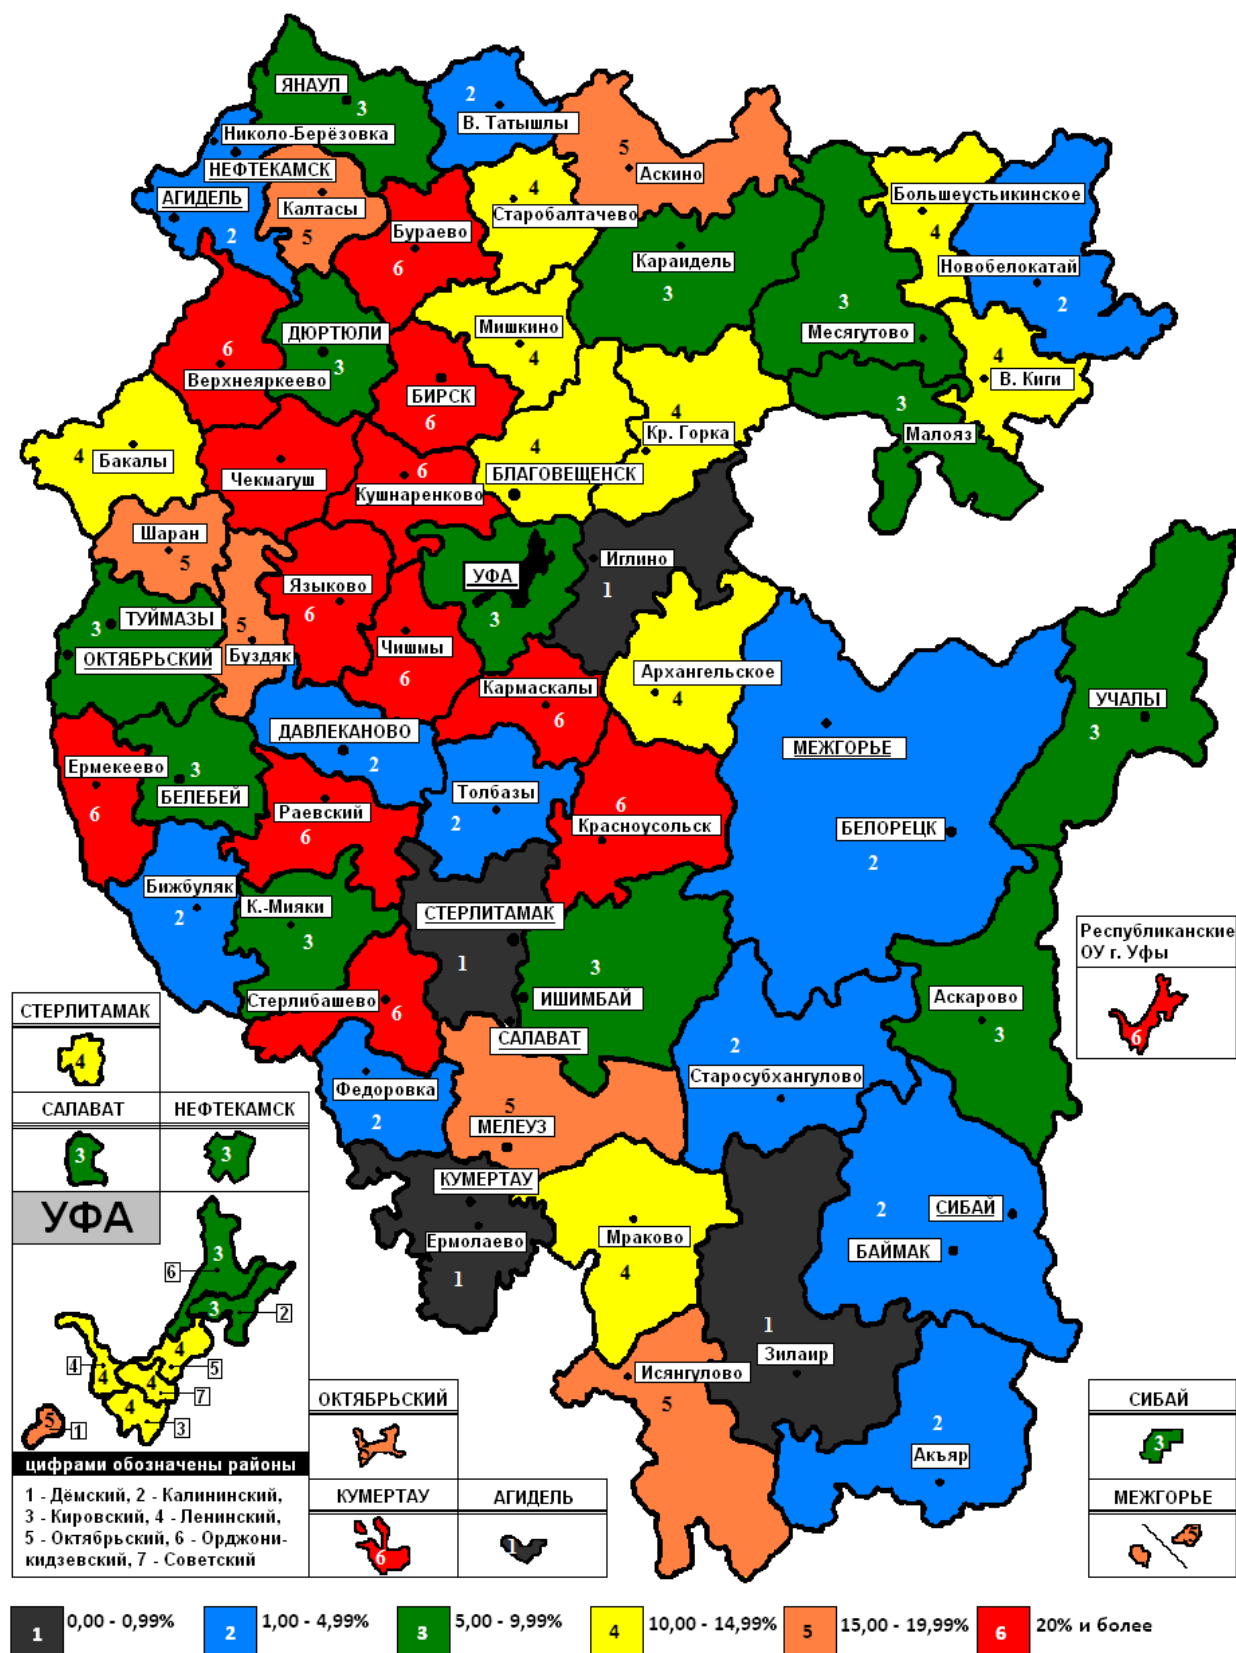 ЯНАУЛ
3
2
В. Татышлы
Николо-Берёзовка
НЕФТЕКАМСК
5
Аскино
АГИДЕЛЬ
Калтасы
4
Старобалтачево
Большеустьикинское
4
2
5
Бураево
6
Караидель
3
Новобелокатай
2
3
Месягутово
ДЮРТЮЛИ
3
Мишкино
4
6
Верхнеяркеево
4
В. Киги
БИРСК
6
4
Кр. Горка
3
Малояз
4
Бакалы
Чекмагуш
6
Кушнаренково
4
БЛАГОВЕЩЕНСК
Шаран
5
УФА
3
Иглино
1
Языково
6
3
ТУЙМАЗЫ
ОКТЯБРЬСКИЙ
5
Буздяк
Чишмы
6
Кармаскалы
6
Архангельское
4
УЧАЛЫ
3
ДАВЛЕКАНОВО
2
МЕЖГОРЬЕ
Ермекеево
6
3
БЕЛЕБЕЙ
Раевский
6
Толбазы
2
6
Красноусольск
БЕЛОРЕЦК
2
Бижбуляк
2
К.-Мияки
3
СТЕРЛИТАМАК
1
Республиканские
ОУ г. Уфы
6
3
ИШИМБАЙ
Стерлибашево
6
САЛАВАТ
Аскарово
3
СТЕРЛИТАМАК
4
2
Старосубхангулово
Федоровка
2
5
МЕЛЕУЗ
САЛАВАТ
НЕФТЕКАМСК
3
3
КУМЕРТАУ
Ермолаево
1
Мраково
4
2
СИБАЙ
БАЙМАК
УФА
3
6
3
2
4
4
4
5
4
7
4
3
5
1
1
Зилаир
Исянгулово
5
2
Акъяр
ОКТЯБРЬСКИЙ
5
СИБАЙ
3
цифрами обозначены районы
1 - Дёмский, 2 - Калининский,
3 - Кировский, 4 - Ленинский,
5 - Октябрьский, 6 - Орджони-
кидзевский, 7 - Советский
КУМЕРТАУ
АГИДЕЛЬ
6
1
МЕЖГОРЬЕ
5
1 0,00 - 0,99% 2 1,00 - 4,99% 3 5,00 - 9,99% 4 10,00 - 14,99% 5 15,00 - 19,99% 6 20% и более